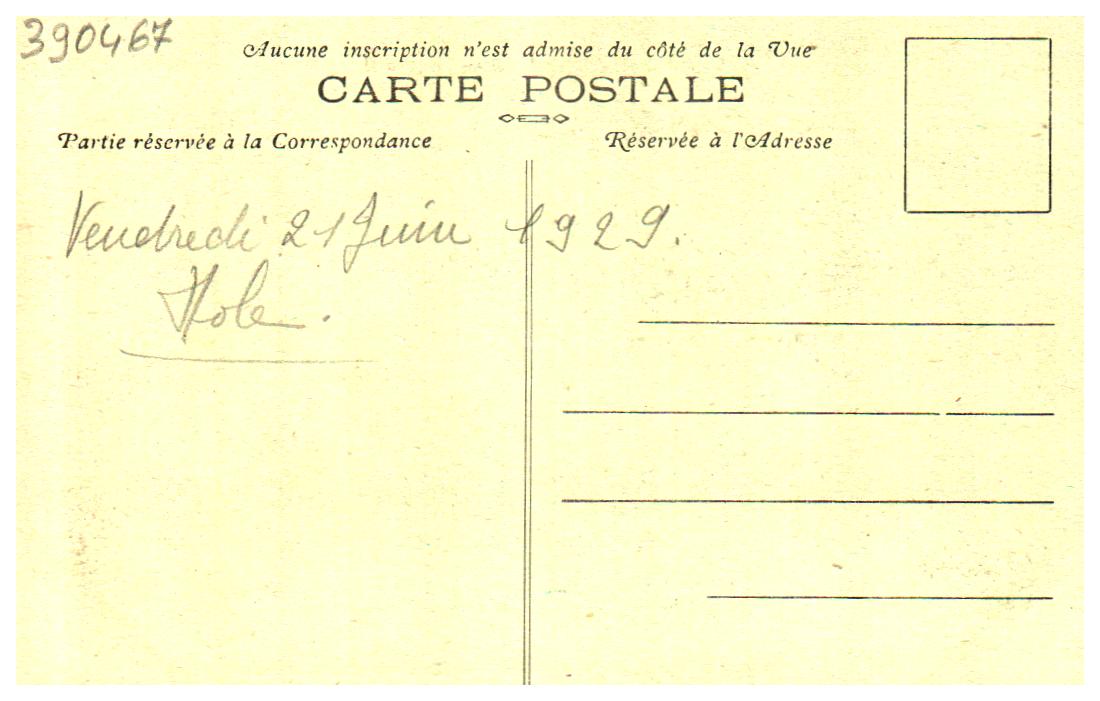 390467
Aucune inscription n'est admise du côté de la Vue
CARTE POSTALE
Partie réservée à la Correspondance
Réservée à l'Adresse
Vendredi 21 Juin 1929.